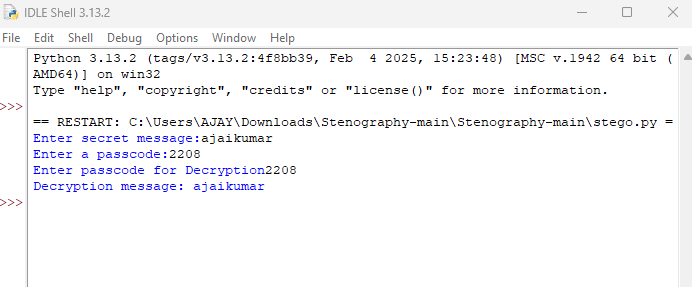 IDLE Shell 3.13.2
File Edit Shell Debug Options Window Help
Python 3.13.2 (tags/v3.13.2:4f8bb39, Feb  4 2025, 15:23:48) [MSC v.1942 64 bit (
AMD64)] on win32
Type "help", "copyright", "credits" or "license()" for more information.
>>>
== RESTART: C:\Users\AJAY\Downloads\Stenography-main\Stenography-main\stego.py =
Enter secret message:ajaikumar
Enter a passcode:2208
Enter passcode for Decryption2208
Decryption message: ajaikumar
>>>